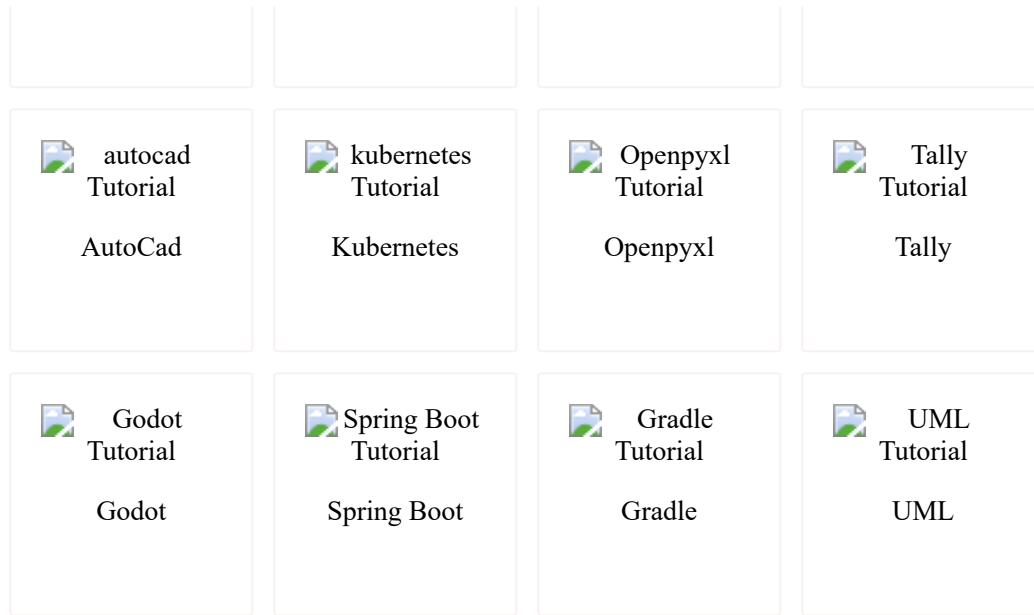 autocad kubernetes Openpyxl Tally
Tutorial Tutorial Tutorial Tutorial
AutoCad Kubernetes Openpyxl Tally
Godot Spring Boot Gradle UML
Tutorial Tutorial Tutorial Tutorial
Godot Spring Boot Gradle UML